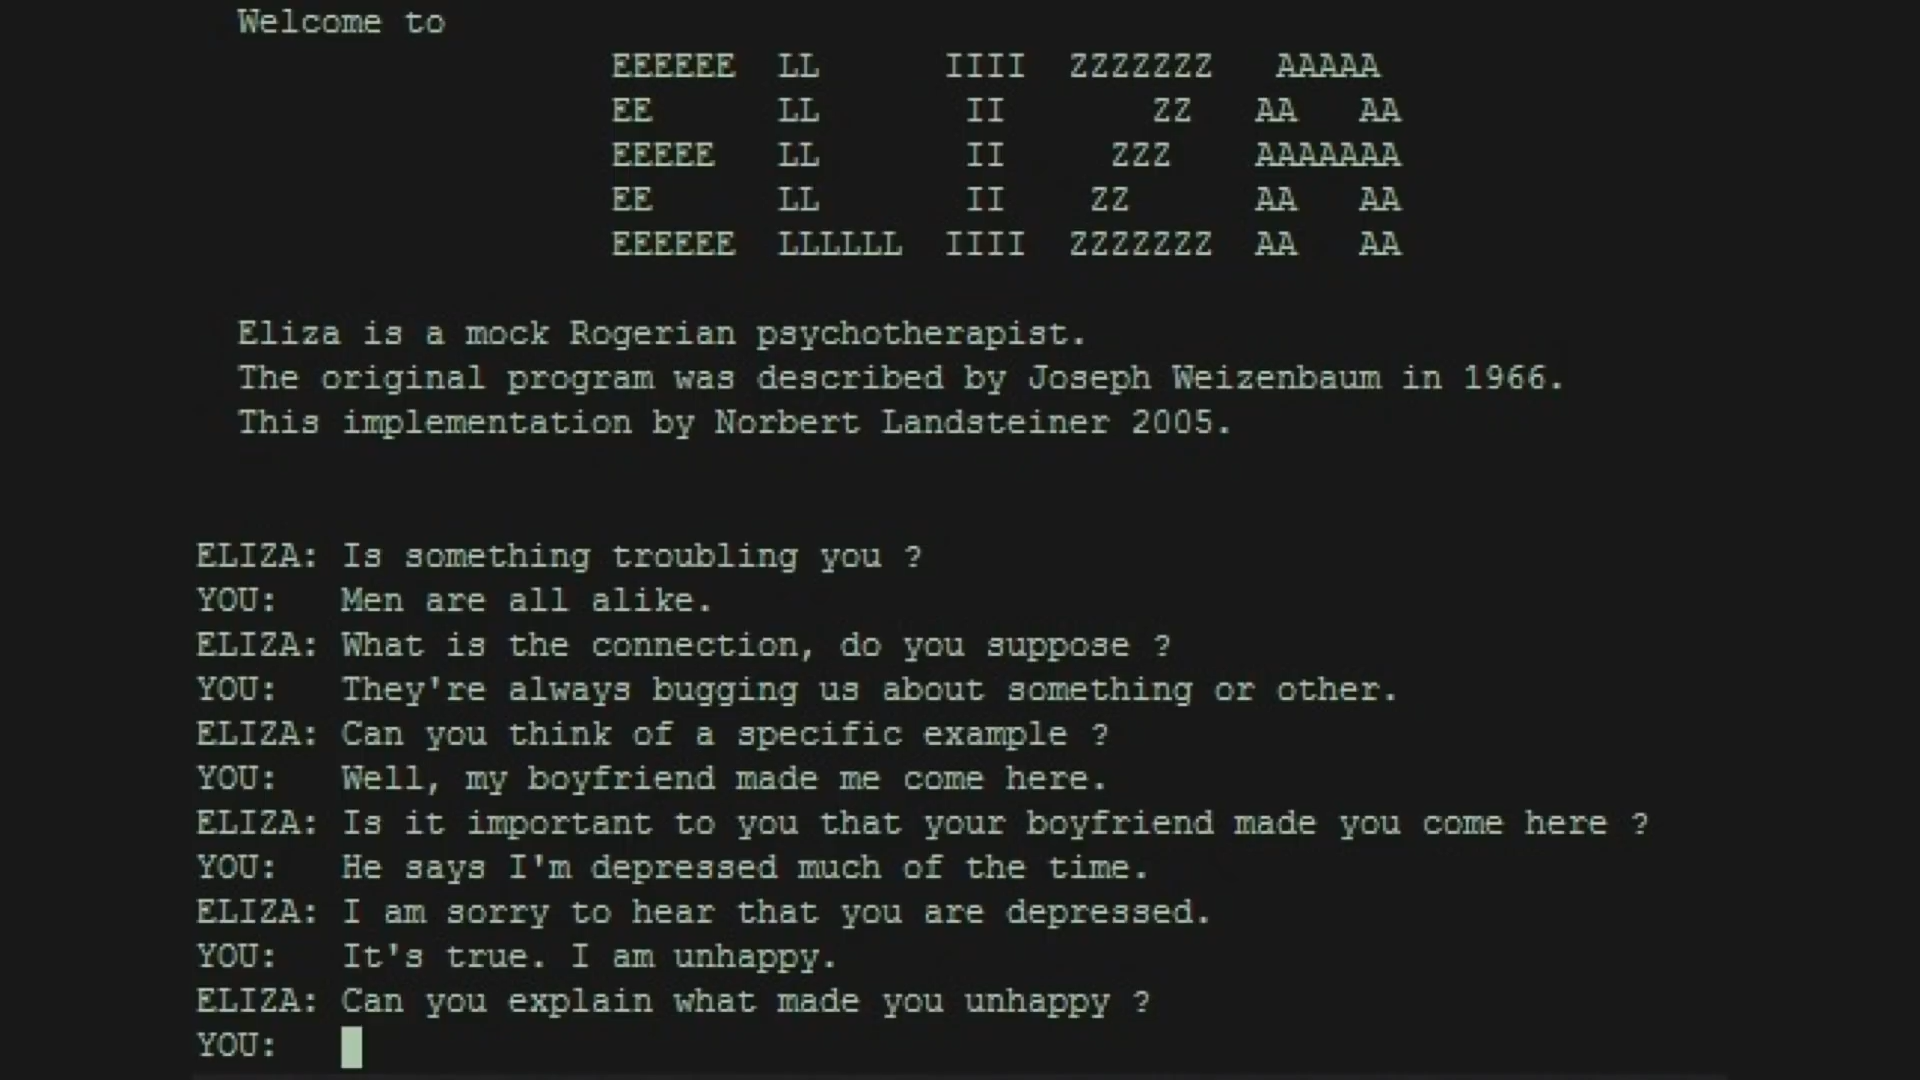 Welcome to
EEEEEE  LL      IIII  ZZZZZZZ   AAAAA
EE      LL       II       ZZ   AA   AA
EEEEE   LL       II     ZZZ    AAAAAAA
EE      LL       II    ZZ      AA   AA
EEEEEE  LLLLLL  IIII  ZZZZZZZ  AA   AA
Eliza is a mock Rogerian psychotherapist.
The original program was described by Joseph Weizenbaum in 1966.
This implementation by Norbert Landsteiner 2005.
ELIZA: Is something troubling you ?
YOU:   Men are all alike.
ELIZA: What is the connection, do you suppose ?
YOU:   They're always bugging us about something or other.
ELIZA: Can you think of a specific example ?
YOU:   Well, my boyfriend made me come here.
ELIZA: Is it important to you that your boyfriend made you come here ?
YOU:   He says I'm depressed much of the time.
ELIZA: I am sorry to hear that you are depressed.
YOU:   It's true. I am unhappy.
ELIZA: Can you explain what made you unhappy ?
YOU: